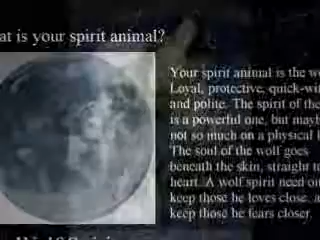 at is your spirit animal?
Your spirit animal is the wo
Loyal, protective, quick-wit
and polite. The spirit of the
is a powerful one, but mayb
not so much on a physical l
The soul of the wolf goes
beneath the skin, straight to
heart. A wolf spirit need on
keep those he loves close, a
keep those he fears closer.